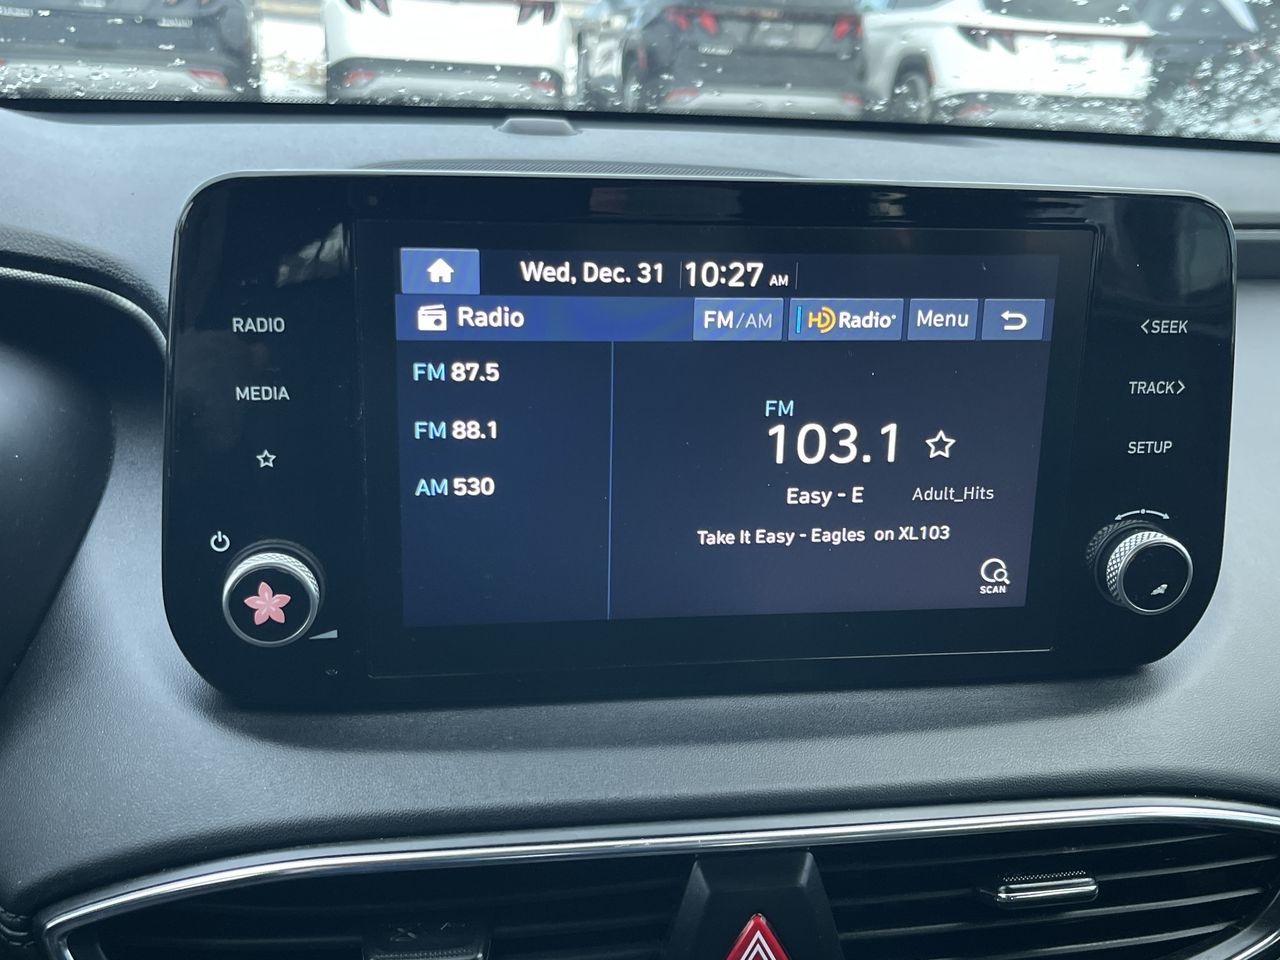 Wed, Dec. 31 10:27 AM
Radio FM/AM HD Radio Menu
RADIO
MEDIA
FM 87.5
FM 88.1
AM 530
FM
103.1
Easy - E Adult_Hits
Take It Easy - Eagles on XL103
SCAN
<SEEK
TRACK>
SETUP